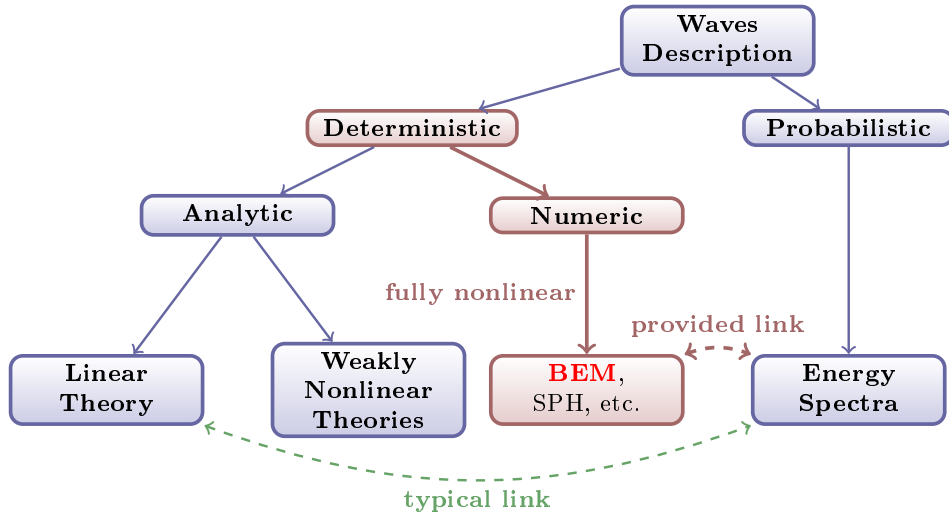 Waves
Description
Deterministic
Probabilistic
Analytic
Numeric
fully nonlinear
provided link
Linear
Theory
Weakly
Nonlinear
Theories
BEM,
SPH, etc.
Energy
Spectra
typical link